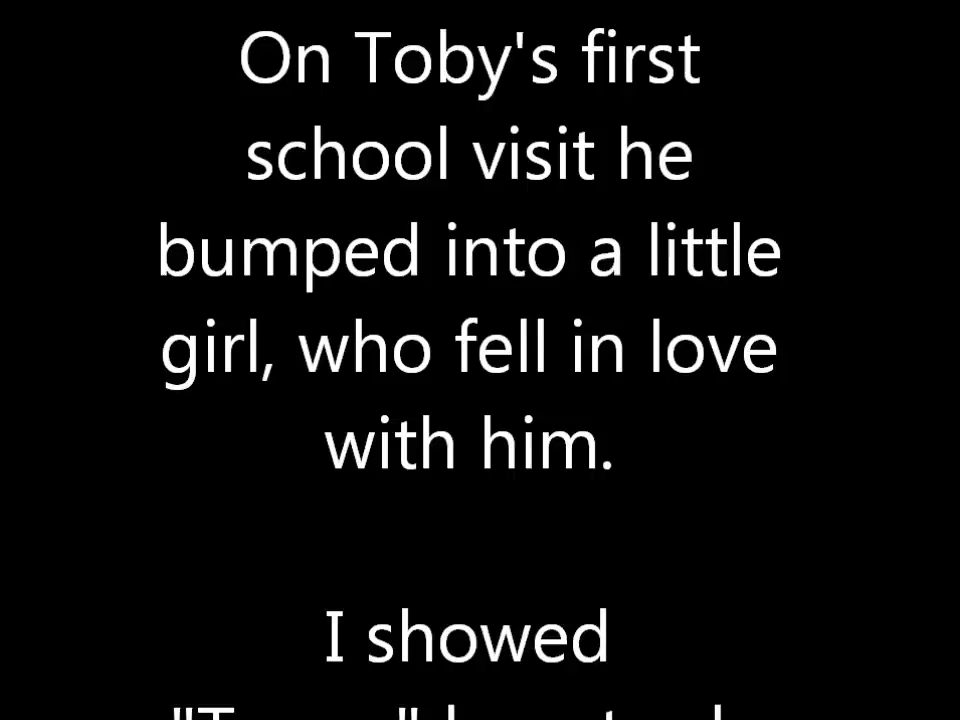 On Toby's first
school visit he
bumped into a little
girl, who fell in love
with him.
I showed